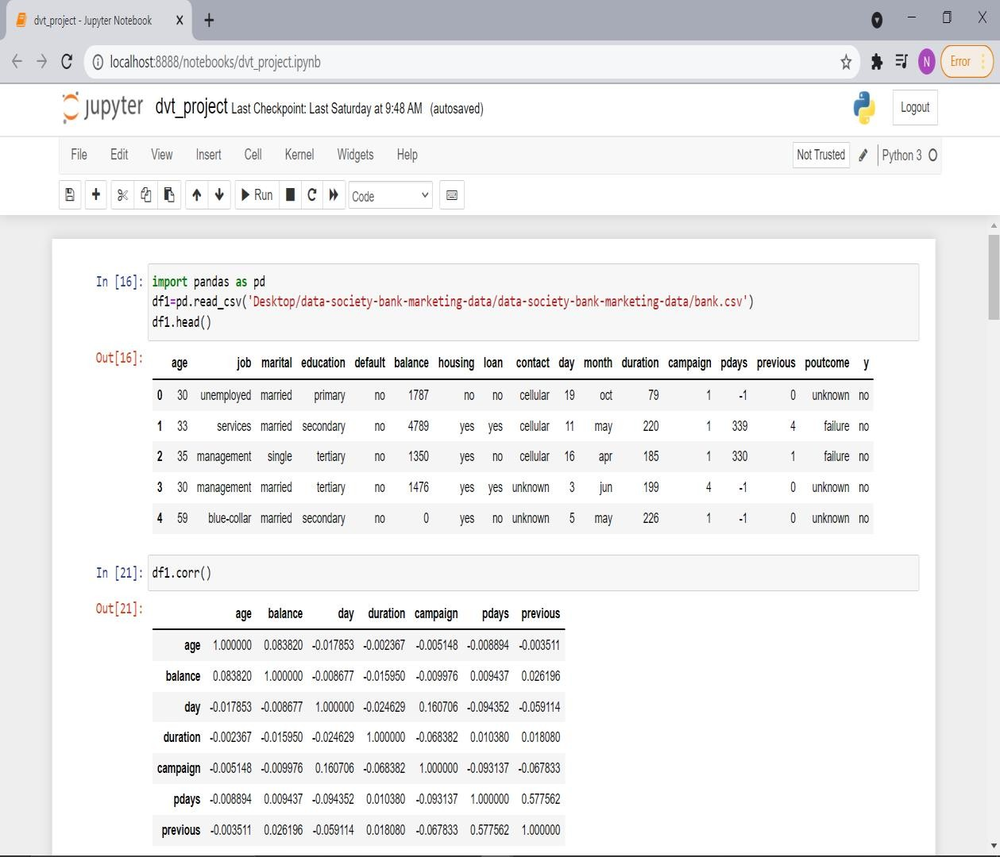 dvt_project - Jupyter Notebook
localhost:8888/notebooks/dvt_project.ipynb
N
Error
jupyter dvt_project Last Checkpoint: Last Saturday at 9:48 AM (autosaved)
Logout
File Edit View Insert Cell Kernel Widgets Help
Not Trusted
Python 3
Run
Code
In [16]: import pandas as pd
df1=pd.read_csv('Desktop/data-society-bank-marketing-data/data-society-bank-marketing-data/bank.csv')
df1.head()
Out[16]:
age job marital education default balance housing loan contact day month duration campaign pdays previous poutcome y
0 30 unemployed married primary no 1787 no no cellular 19 oct 79 1 -1 0 unknown no
1 33 services married secondary no 4789 yes yes cellular 11 may 220 1 339 4 failure no
2 35 management single tertiary no 1350 yes no cellular 16 apr 185 1 330 1 failure no
3 30 management married tertiary no 1476 yes yes unknown 3 jun 199 4 -1 0 unknown no
4 59 blue-collar married secondary no 0 yes no unknown 5 may 226 1 -1 0 unknown no
In [21]: df1.corr()
Out[21]:
age balance day duration campaign pdays previous
age 1.000000 0.083820 -0.017853 -0.002367 -0.005148 -0.008894 -0.003511
balance 0.083820 1.000000 -0.008677 -0.015950 -0.009976 0.009437 0.026196
day -0.017853 -0.008677 1.000000 -0.024629 0.160706 -0.094352 -0.059114
duration -0.002367 -0.015950 -0.024629 1.000000 -0.068382 0.010380 0.018080
campaign -0.005148 -0.009976 0.160706 -0.068382 1.000000 -0.093137 -0.067833
pdays -0.008894 0.009437 -0.094352 0.010380 -0.093137 1.000000 0.577562
previous -0.003511 0.026196 -0.059114 0.018080 -0.067833 0.577562 1.000000